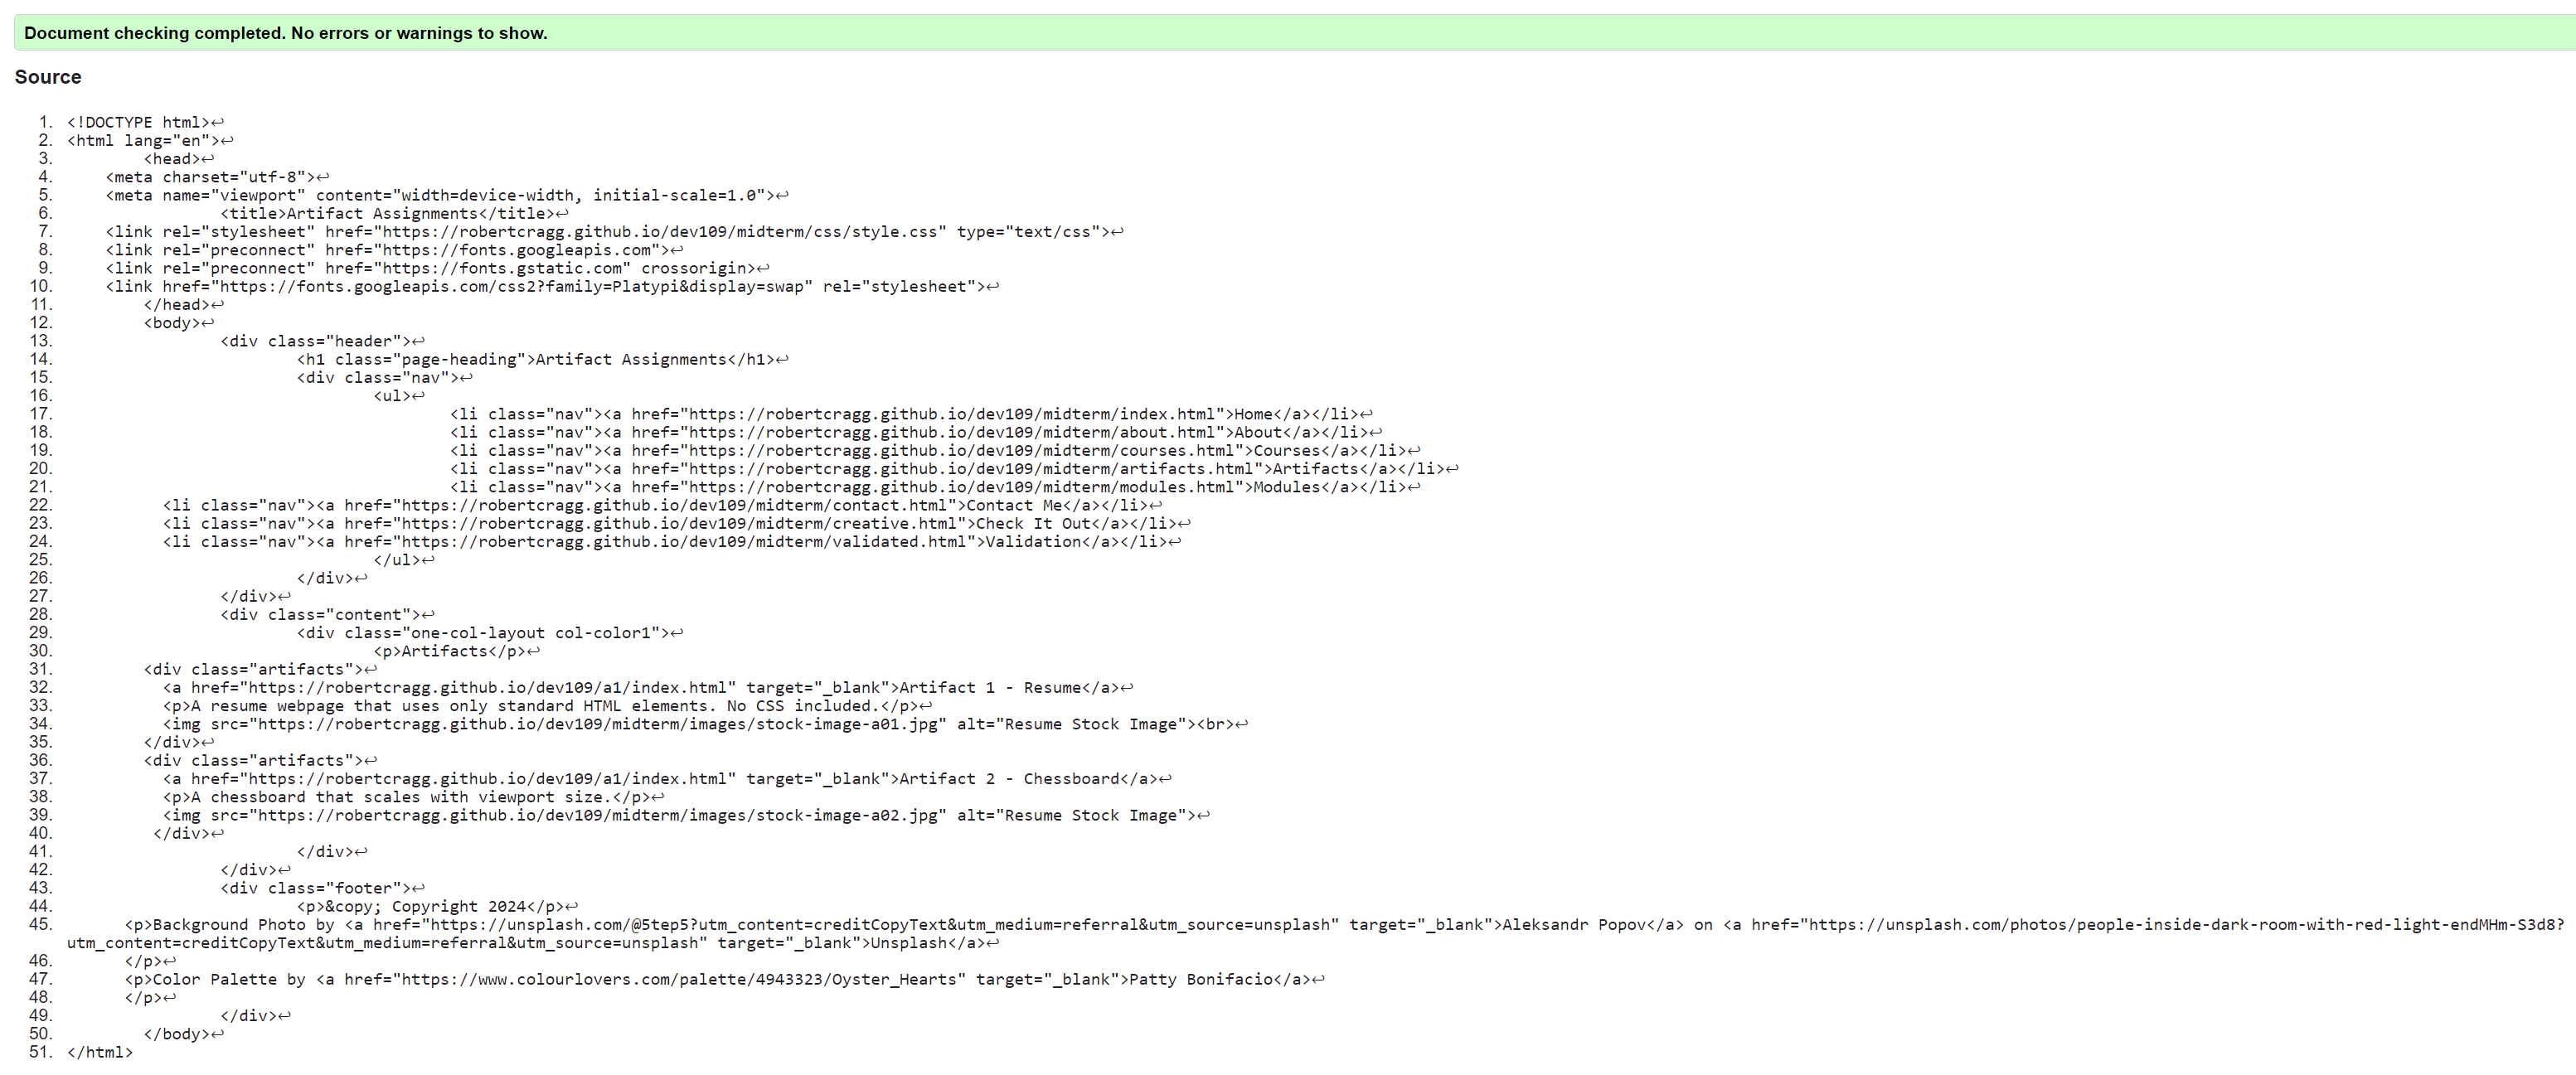 Document checking completed. No errors or warnings to show.
Source
1. <!DOCTYPE html>↩
2. <html lang="en">↩
3. <head>↩
4. <meta charset="utf-8">↩
5. <meta name="viewport" content="width=device-width, initial-scale=1.0">↩
6. <title>Artifact Assignments</title>↩
7. <link rel="stylesheet" href="https://robertcragg.github.io/dev109/midterm/css/style.css" type="text/css">↩
8. <link rel="preconnect" href="https://fonts.googleapis.com">↩
9. <link rel="preconnect" href="https://fonts.gstatic.com" crossorigin>↩
10. <link href="https://fonts.googleapis.com/css2?family=Platypi&display=swap" rel="stylesheet">↩
11. </head>↩
12. <body>↩
13. <div class="header">↩
14. <h1 class="page-heading">Artifact Assignments</h1>↩
15. <div class="nav">↩
16. <ul>↩
17. <li class="nav"><a href="https://robertcragg.github.io/dev109/midterm/index.html">Home</a></li>↩
18. <li class="nav"><a href="https://robertcragg.github.io/dev109/midterm/about.html">About</a></li>↩
19. <li class="nav"><a href="https://robertcragg.github.io/dev109/midterm/courses.html">Courses</a></li>↩
20. <li class="nav"><a href="https://robertcragg.github.io/dev109/midterm/artifacts.html">Artifacts</a></li>↩
21. <li class="nav"><a href="https://robertcragg.github.io/dev109/midterm/modules.html">Modules</a></li>↩
22. <li class="nav"><a href="https://robertcragg.github.io/dev109/midterm/contact.html">Contact Me</a></li>↩
23. <li class="nav"><a href="https://robertcragg.github.io/dev109/midterm/creative.html">Check It Out</a></li>↩
24. <li class="nav"><a href="https://robertcragg.github.io/dev109/midterm/validated.html">Validation</a></li>↩
25. </ul>↩
26. </div>↩
27. </div>↩
28. <div class="content">↩
29. <div class="one-col-layout col-color1">↩
30. <p>Artifacts</p>↩
31. <div class="artifacts">↩
32. <a href="https://robertcragg.github.io/dev109/a1/index.html" target="_blank">Artifact 1 - Resume</a>↩
33. <p>A resume webpage that uses only standard HTML elements. No CSS included.</p>↩
34. <img src="https://robertcragg.github.io/dev109/midterm/images/stock-image-a01.jpg" alt="Resume Stock Image"><br>↩
35. </div>↩
36. <div class="artifacts">↩
37. <a href="https://robertcragg.github.io/dev109/a1/index.html" target="_blank">Artifact 2 - Chessboard</a>↩
38. <p>A chessboard that scales with viewport size.</p>↩
39. <img src="https://robertcragg.github.io/dev109/midterm/images/stock-image-a02.jpg" alt="Resume Stock Image">↩
40. </div>↩
41. </div>↩
42. </div>↩
43. <div class="footer">↩
44. <p>&copy; Copyright 2024</p>↩
45. <p>Background Photo by <a href="https://unsplash.com/@5tep5?utm_content=creditCopyText&utm_medium=referral&utm_source=unsplash" target="_blank">Aleksandr Popov</a> on <a href="https://unsplash.com/photos/people-inside-dark-room-with-red-light-endMHm-S3d8?
utm_content=creditCopyText&utm_medium=referral&utm_source=unsplash" target="_blank">Unsplash</a>↩
46. </p>↩
47. <p>Color Palette by <a href="https://www.colourlovers.com/palette/4943323/Oyster_Hearts" target="_blank">Patty Bonifacio</a>↩
48. </p>↩
49. </div>↩
50. </body>↩
51. </html>